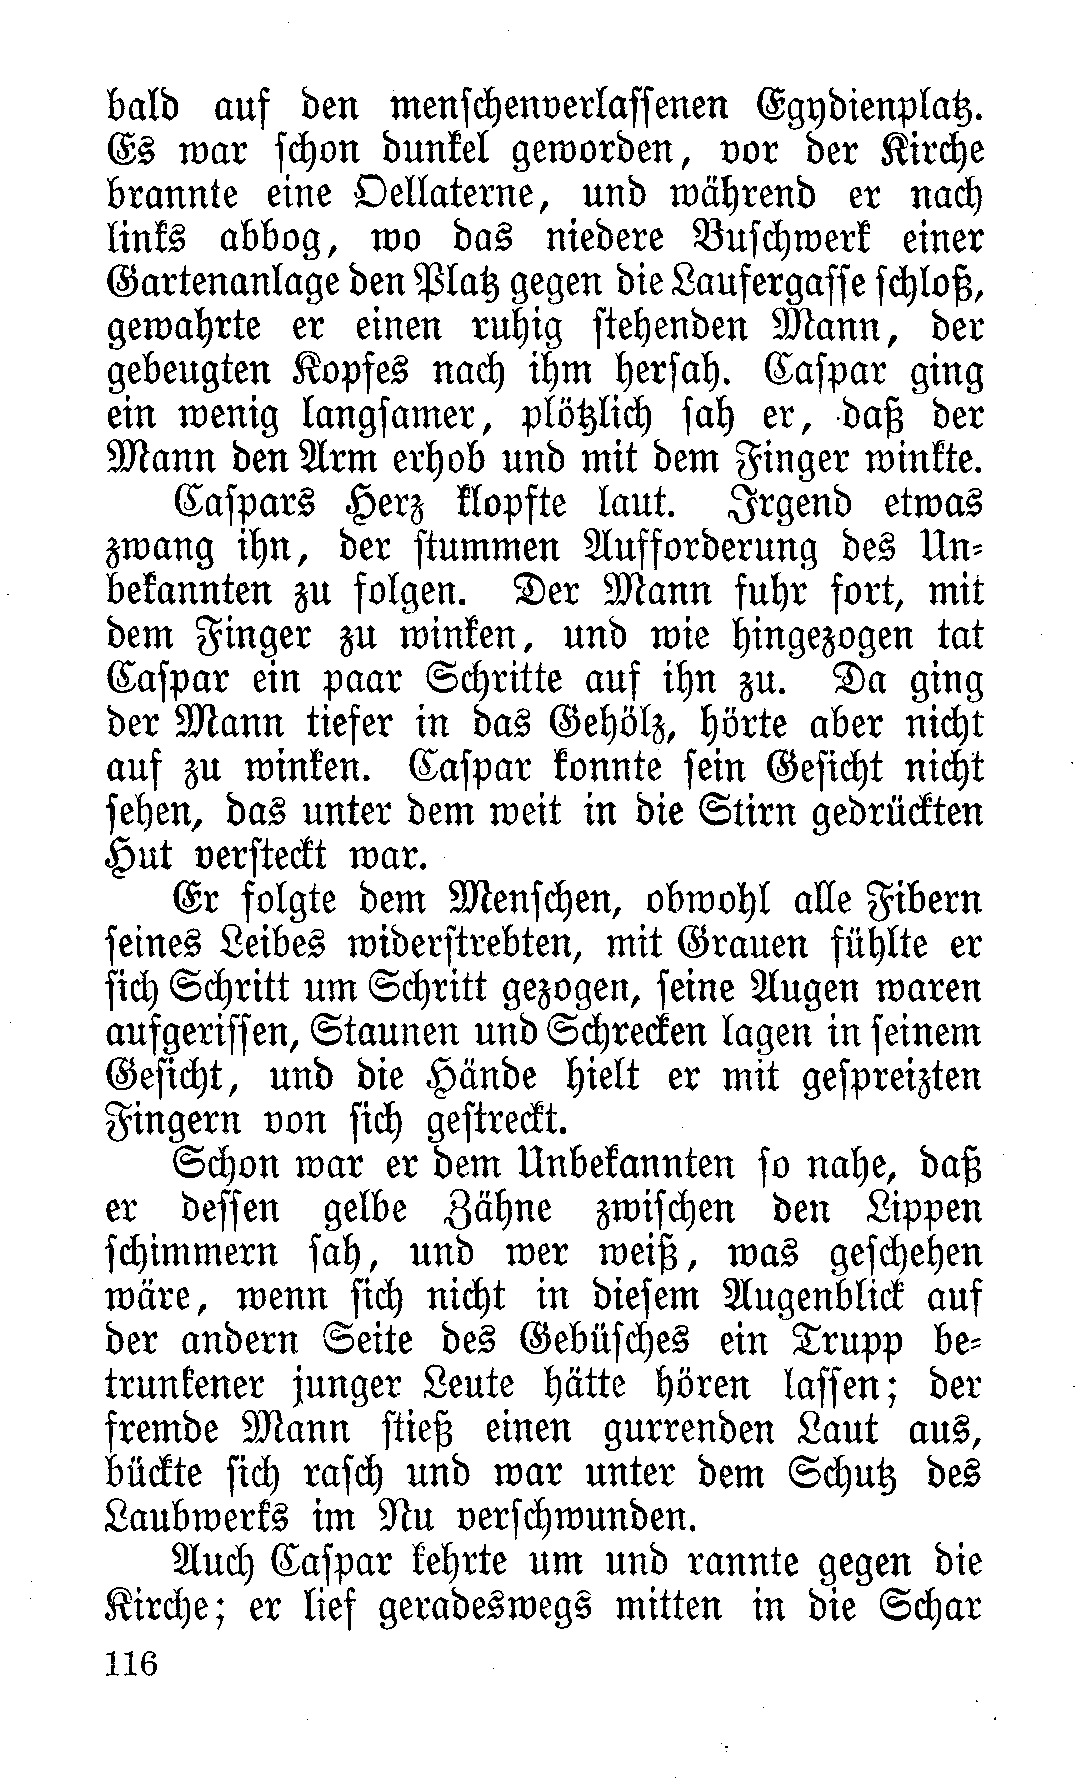 bald auf den menschenverlassenen Egydienplatz.
Es war schon dunkel geworden, vor der Kirche
brannte eine Oellaterne, und während er nach
links abbog, wo das niedere Buschwerk einer
Gartenanlage den Platz gegen die Laufergasse schloß,
gewahrte er einen ruhig stehenden Mann, der
gebeugten Kopfes nach ihm hersah. Caspar ging
ein wenig langsamer, plötzlich sah er, daß der
Mann den Arm erhob und mit dem Finger winkte.
Caspars Herz klopfte laut. Irgend etwas
zwang ihn, der stummen Aufforderung des Un-
bekannten zu folgen. Der Mann fuhr fort, mit
dem Finger zu winken, und wie hingezogen tat
Caspar ein paar Schritte auf ihn zu. Da ging
der Mann tiefer in das Gehölz, hörte aber nicht
auf zu winken. Caspar konnte sein Gesicht nicht
sehen, das unter dem weit in die Stirn gedrückten
Hut versteckt war.
Er folgte dem Menschen, obwohl alle Fibern
seines Leibes widerstrebten, mit Grauen fühlte er
sich Schritt um Schritt gezogen, seine Augen waren
aufgerissen, Staunen und Schrecken lagen in seinem
Gesicht, und die Hände hielt er mit gespreizten
Fingern von sich gestreckt.
Schon war er dem Unbekannten so nahe, daß
er dessen gelbe Zähne zwischen den Lippen
schimmern sah, und wer weiß, was geschehen
wäre, wenn sich nicht in diesem Augenblick auf
der andern Seite des Gebüsches ein Trupp be-
trunkener junger Leute hätte hören lassen; der
fremde Mann stieß einen gurrenden Laut aus,
bückte sich rasch und war unter dem Schutz des
Laubwerks im Nu verschwunden.
Auch Caspar kehrte um und rannte gegen die
Kirche; er lief geradeswegs mitten in die Schar
116